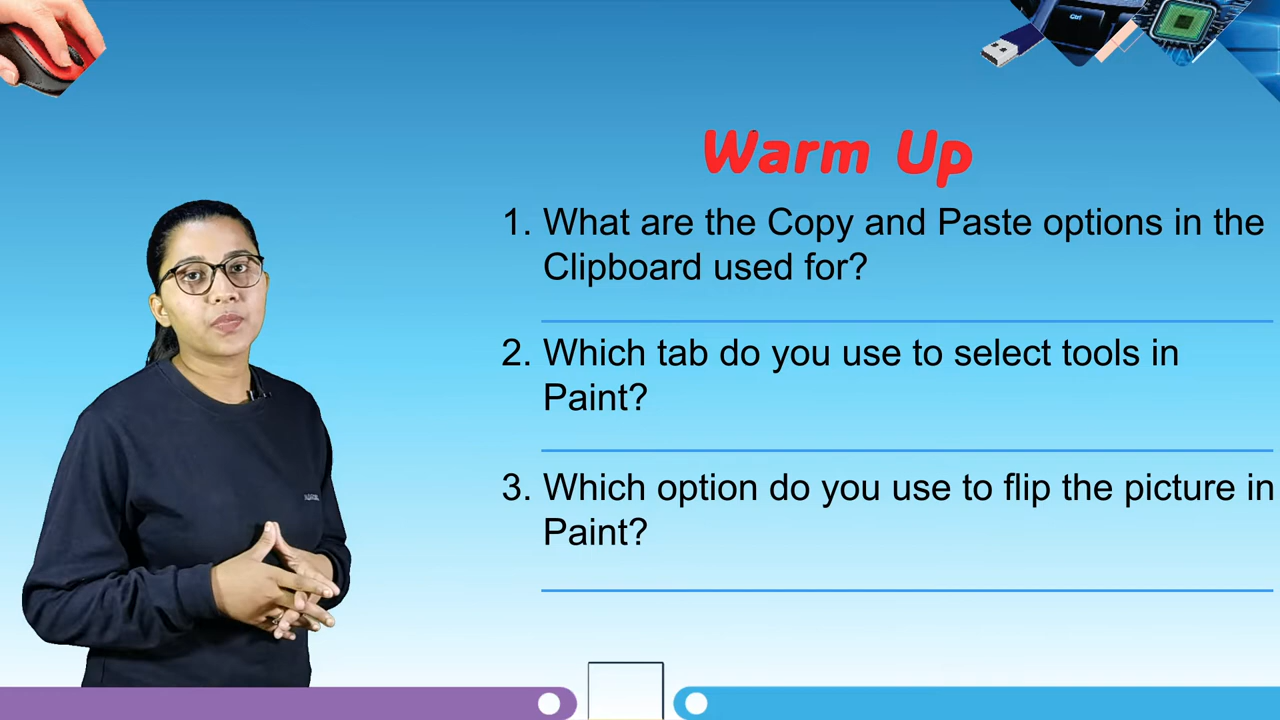 Ctrl
Warm Up
1. What are the Copy and Paste options in the
Clipboard used for?
2. Which tab do you use to select tools in
Paint?
3. Which option do you use to flip the picture in
Paint?